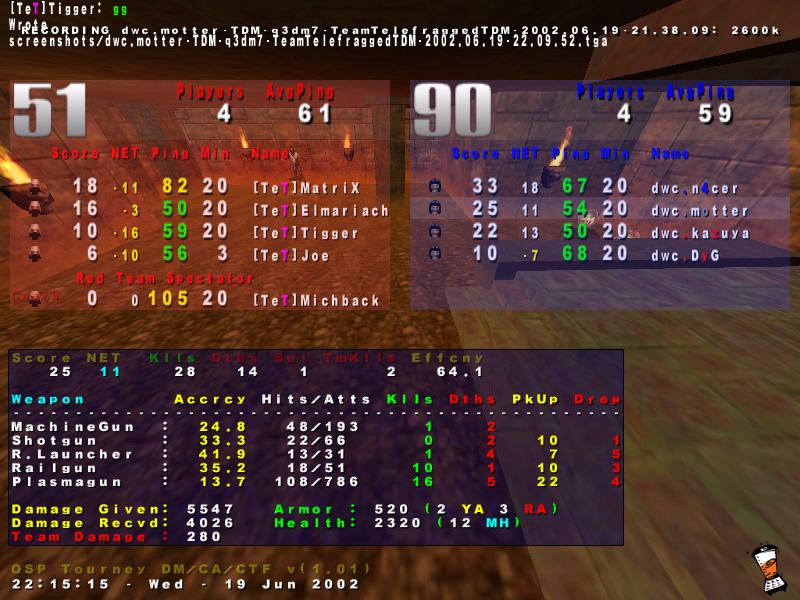 [TeT]Tigger: gg
Wrote
RECORDING dwc.motter-TDM-q3dm7-TeamTelefraggedTDM-2002.06.19-21.38.09: 2600k
screenshots/dwc.motter-TDM-q3dm7-TeamTelefraggedTDM-2002.06.19-22.09.52.tga
51 Players AvgPing 90 Players AvgPing
4 61 4 59
Score NET Ping Min Name Score NET Ping Min Name
18 -11 82 20 [TeT]MatriX 33 18 67 20 dwc.n4cer
16 -3 50 20 [TeT]Elmariach 25 11 54 20 dwc.motter
10 -16 59 20 [TeT]Tigger 22 13 50 20 dwc.kazuya
6 -10 56 3 [TeT]Joe 10 -7 68 20 dwc.DyG
Red Team Spectator
0 0 105 20 [TeT]Michback
Score NET Klls Dths Sui TmKlls Effcny
25 11 28 14 1 2 64.1
Weapon Accrcy Hits/Atts Klls Dths PkUp Drop
MachineGun : 24.8 48/193 1 2
Shotgun : 33.3 22/66 0 2 10 1
R.Launcher : 41.9 13/31 1 4 7 5
Railgun : 35.2 18/51 10 1 10 3
Plasmagun : 13.7 108/786 16 5 22 4
Damage Given: 5547 Armor : 520 (2 YA 3 RA)
Damage Recvd: 4026 Health: 2320 (12 MH)
Team Damage : 280
OSP Tourney DM/CA/CTF v(1.01)
22:15:15 - Wed - 19 Jun 2002